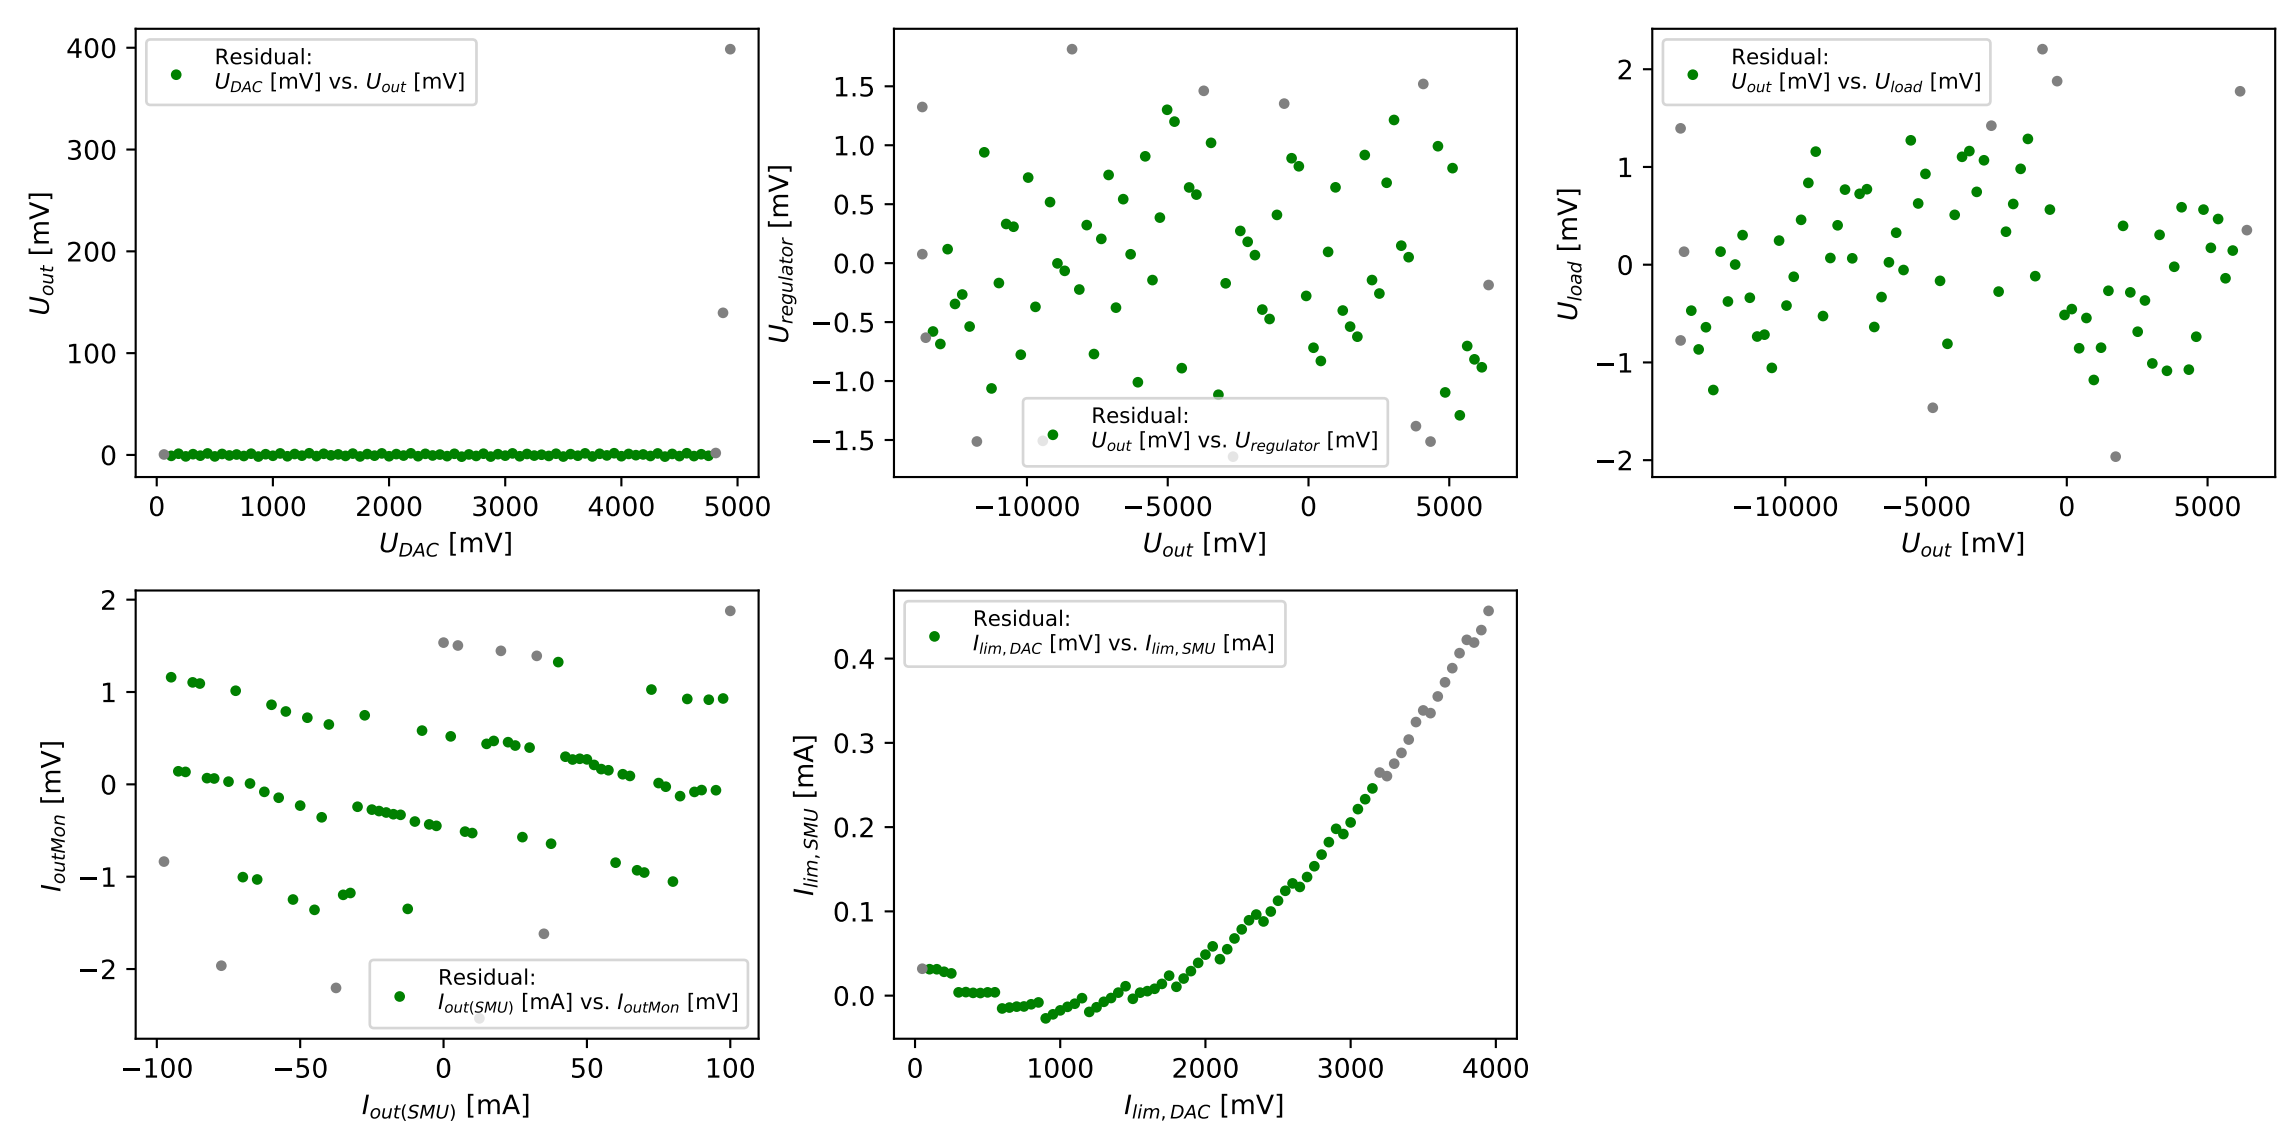 400
300
200
100
0
U_out [mV]
Residual:
U_DAC [mV] vs. U_out [mV]
0 1000 2000 3000 4000 5000
U_DAC [mV]
1.5
1.0
0.5
0.0
−0.5
−1.0
−1.5
U_regulator [mV]
Residual:
U_out [mV] vs. U_regulator [mV]
−10000 −5000 0 5000
U_out [mV]
2
1
0
−1
−2
U_load [mV]
Residual:
U_out [mV] vs. U_load [mV]
−10000 −5000 0 5000
U_out [mV]
2
1
0
−1
−2
I_outMon [mV]
Residual:
I_out(SMU) [mA] vs. I_outMon [mV]
−100 −50 0 50 100
I_out(SMU) [mA]
0.4
0.3
0.2
0.1
0.0
I_lim,SMU [mA]
Residual:
I_lim,DAC [mV] vs. I_lim,SMU [mA]
0 1000 2000 3000 4000
I_lim,DAC [mV]